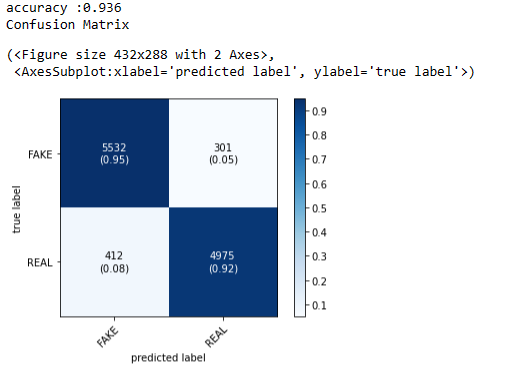 accuracy :0.936
Confusion Matrix
(<Figure size 432x288 with 2 Axes>,
<AxesSubplot:xlabel='predicted label', ylabel='true label'>)
FAKE
5532
(0.95)
301
(0.05)
REAL
412
(0.08)
4975
(0.92)
true label
FAKE
REAL
predicted label
0.9
0.8
0.7
0.6
0.5
0.4
0.3
0.2
0.1